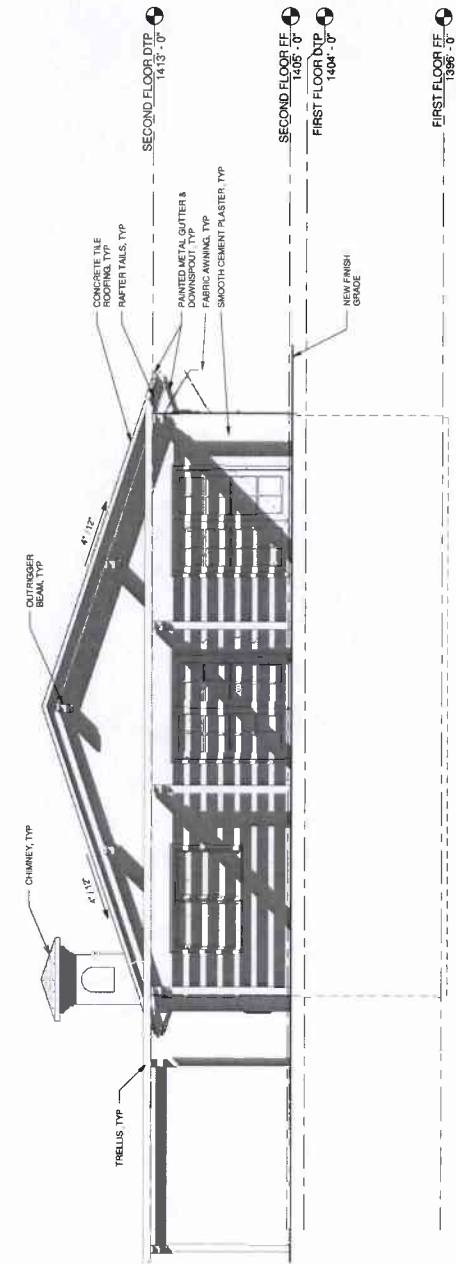 CHIMNEY, TYP
OUTRIGGER
BEAM, TYP
4" / 12"
4" / 12"
TRELLIS, TYP
CONCRETE TILE
ROOFING, TYP
RAFTER TAILS, TYP
PAINTED METAL GUTTER &
DOWNSPOUT, TYP
FABRIC AWNING, TYP
SMOOTH CEMENT PLASTER, TYP
NEW FINISH
GRADE
SECOND FLOOR DTP
1413' - 0"
SECOND FLOOR FF
1405' - 0"
FIRST FLOOR DTP
1404' - 0"
FIRST FLOOR FF
1396' - 0"